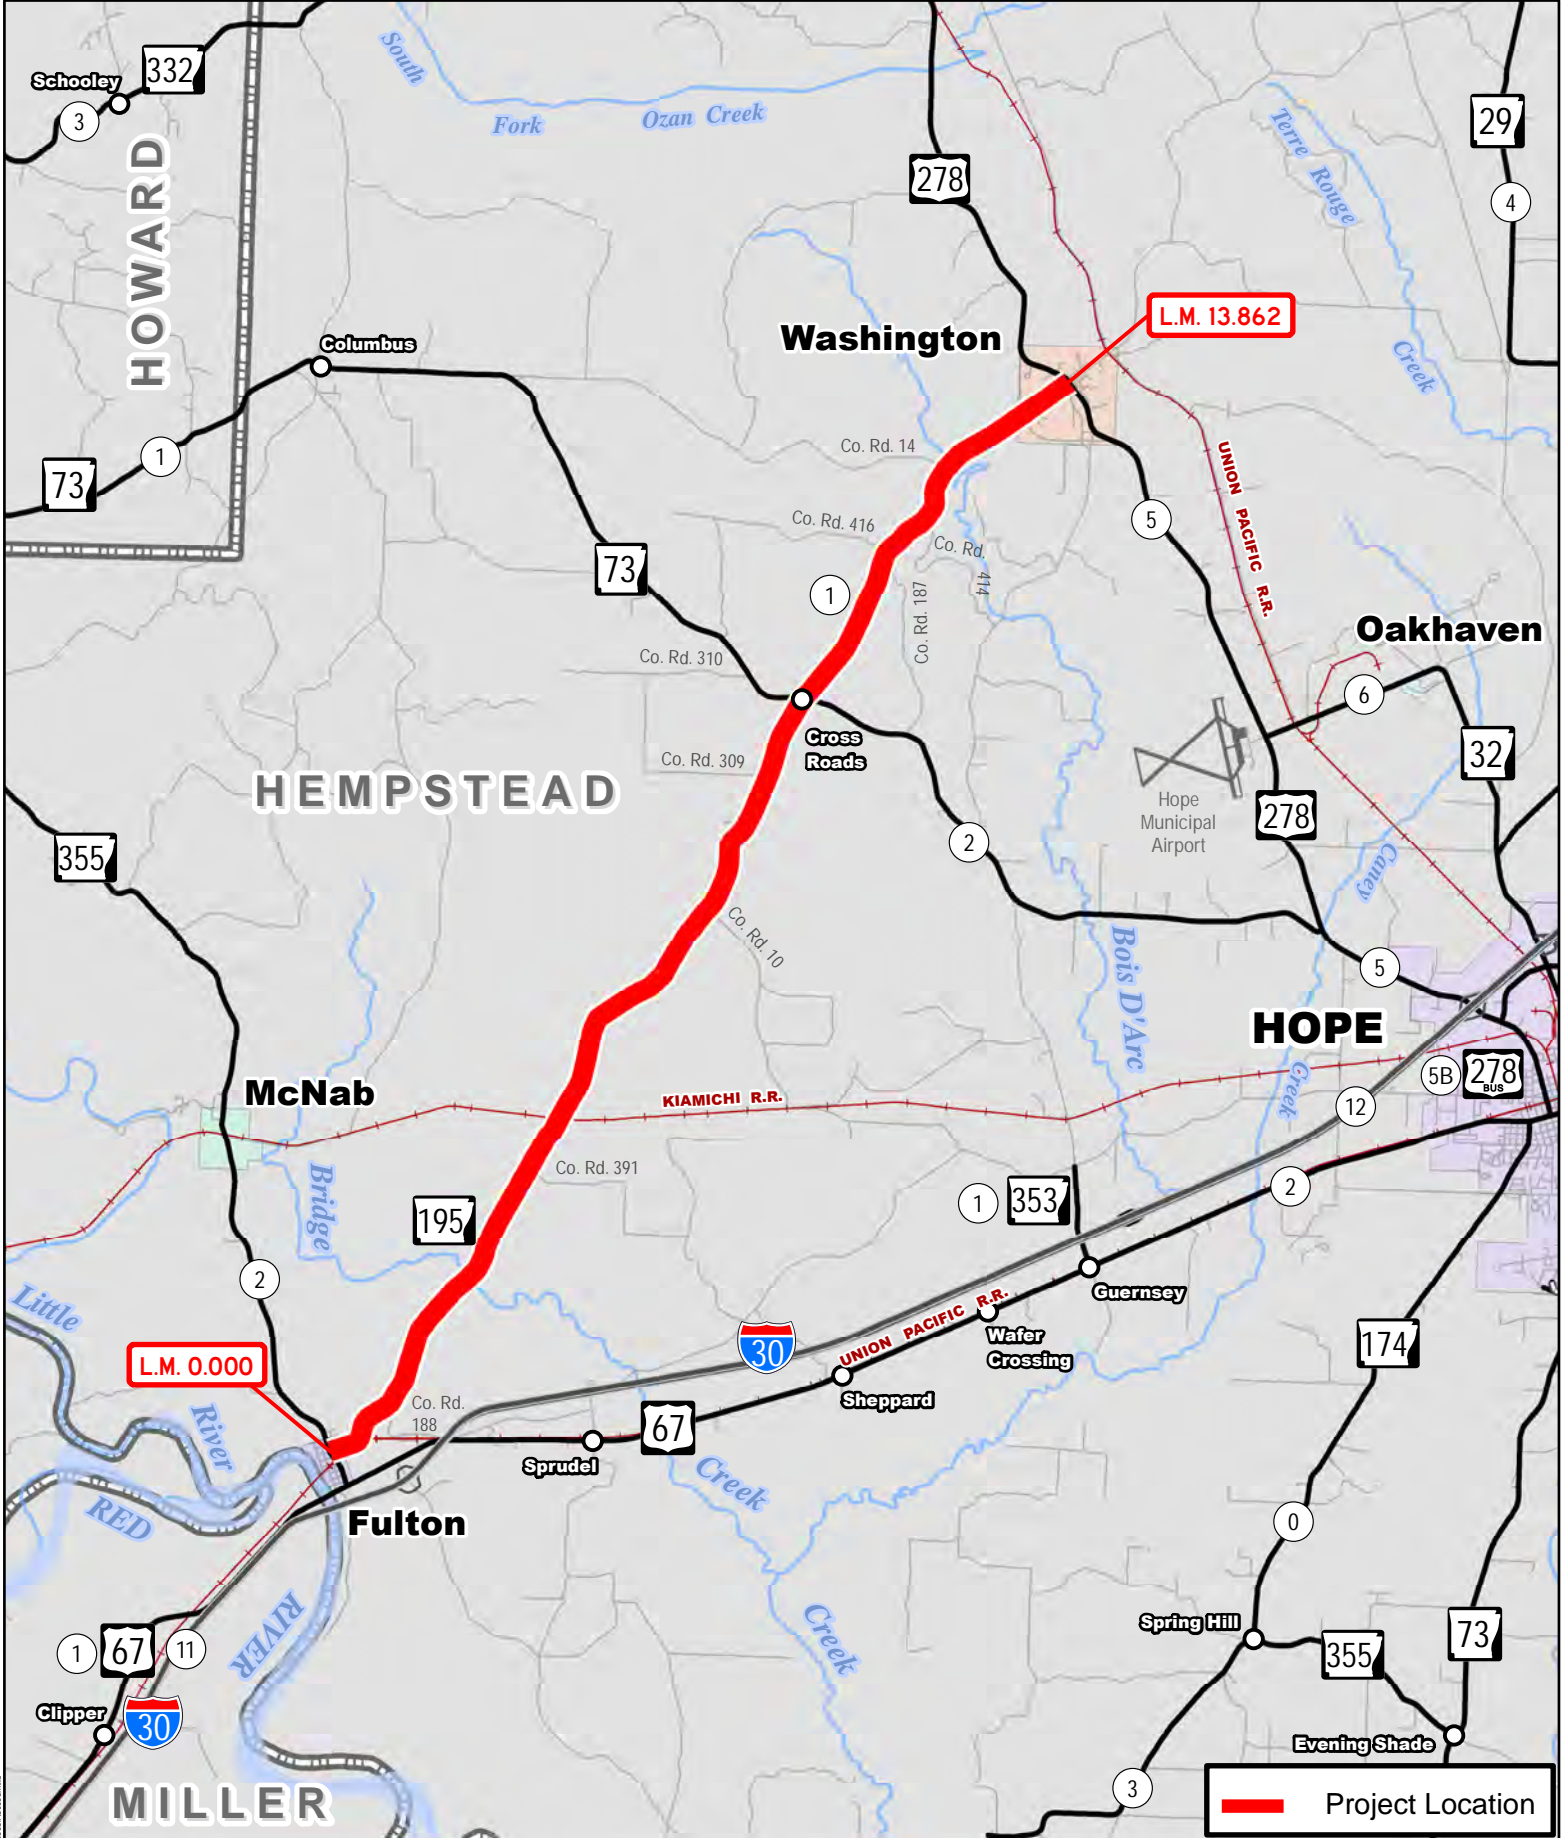 332
Schooley
3
HOWARD
South
Fork
Ozan Creek
278
Terre Rouge
Creek
29
4
L.M. 13.862
Washington
Columbus
73
1
Co. Rd. 14
UNION PACIFIC R.R.
5
Co. Rd. 416
Co. Rd.
414
Co. Rd. 187
73
1
Co. Rd. 310
Oakhaven
6
32
Cross
Roads
Co. Rd. 309
HEMPSTEAD
Hope
Municipal
Airport
278
2
355
Caney
Creek
Co. Rd. 10
Bois D'Arc
5
HOPE
5B
278
BUS
McNab
KIAMICHI R.R.
12
Co. Rd. 391
Bridge
195
1
353
2
2
Guernsey
Little
River
UNION PACIFIC R.R.
Wafer
Crossing
30
174
L.M. 0.000
Sheppard
Co. Rd.
188
67
Sprudel
Creek
RED
RIVER
Fulton
0
Creek
Spring Hill
355
73
1
67
11
Clipper
30
Evening Shade
3
MILLER
Project Location